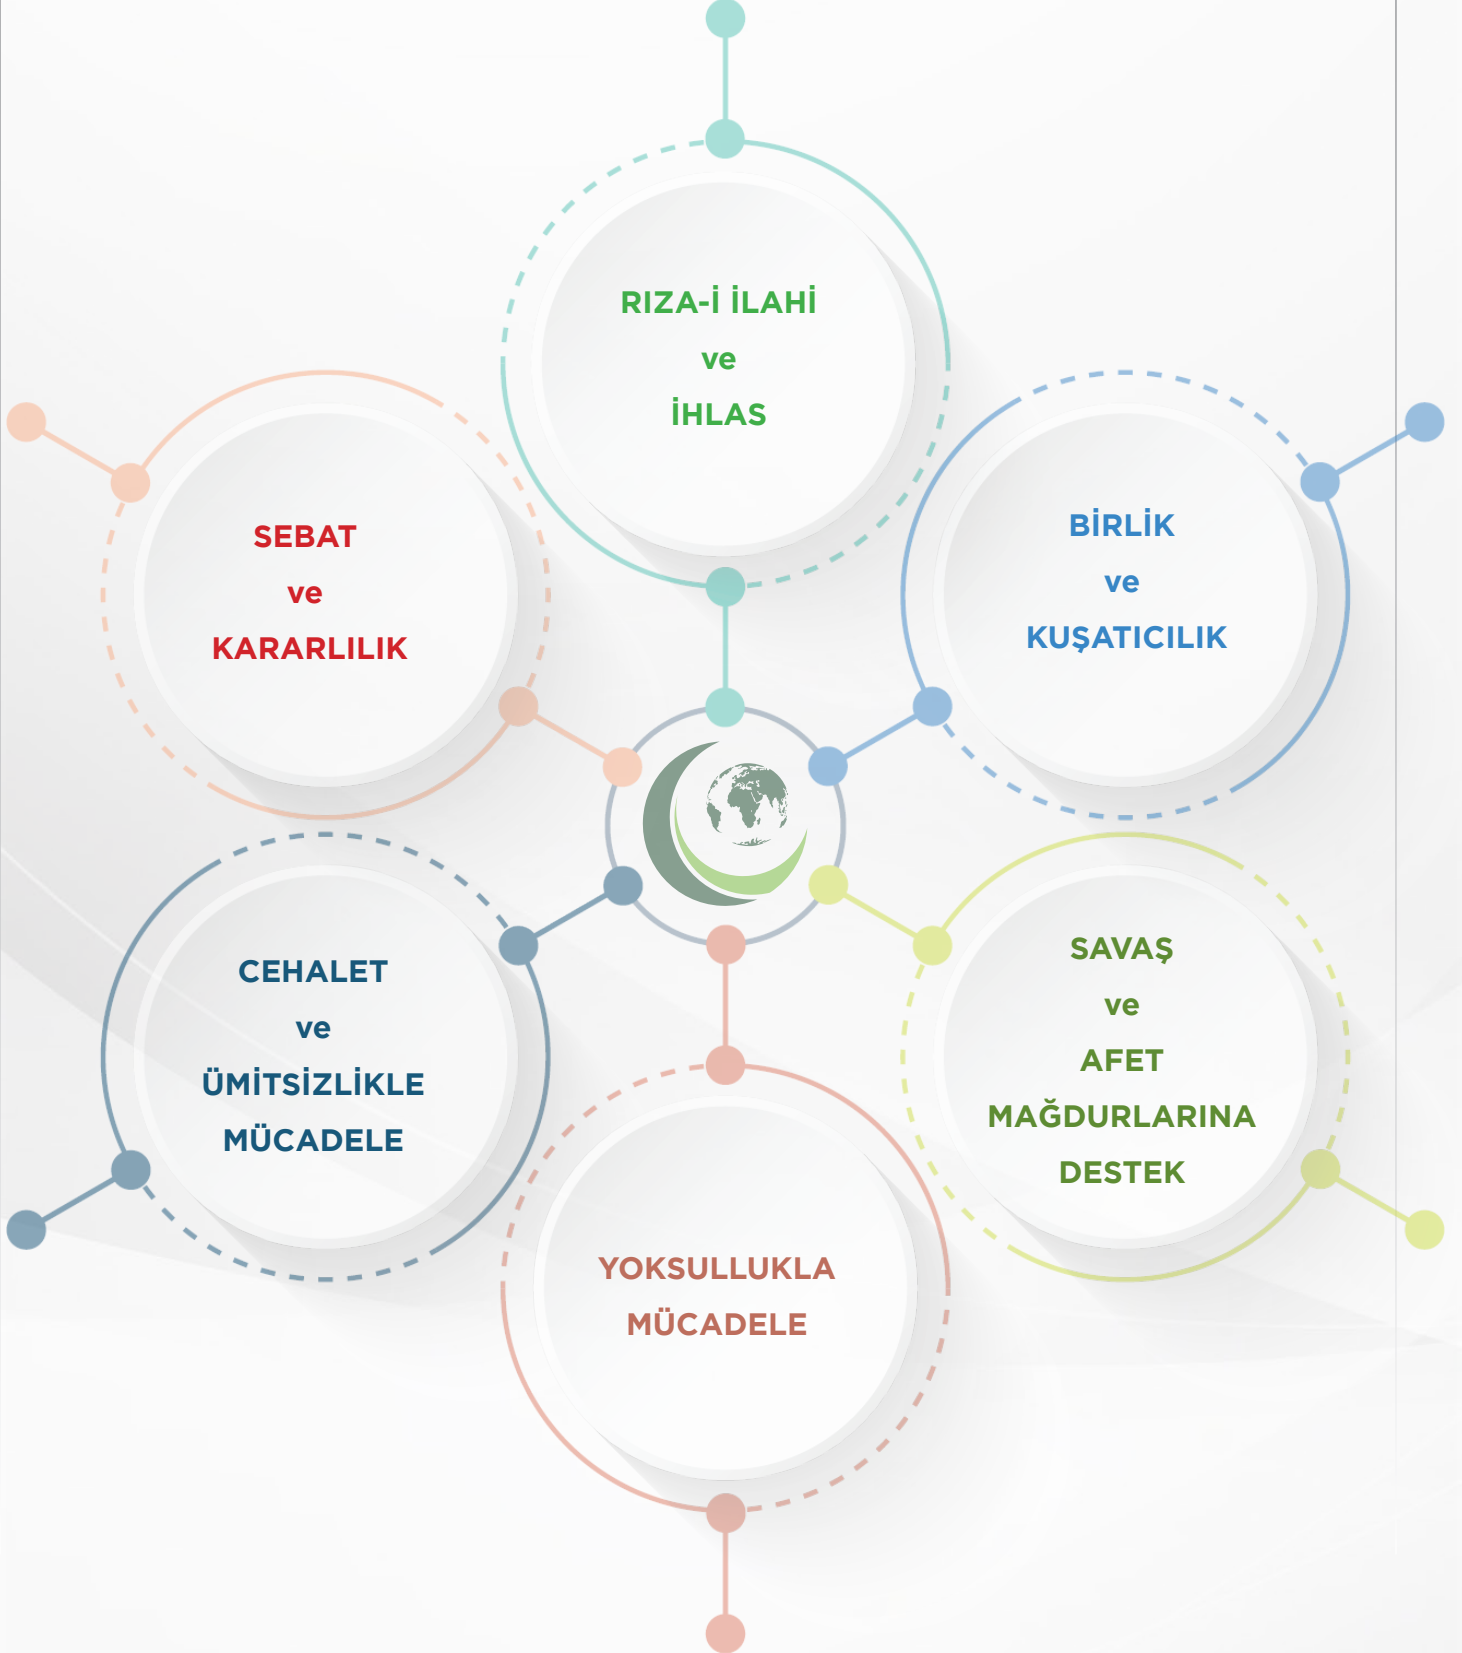 RIZA-İ İLAHİ
ve
İHLAS
SEBAT
ve
KARARLILIK
BİRLİK
ve
KUŞATICILIK
CEHALET
ve
ÜMİTSİZLİKLE
MÜCADELE
SAVAŞ
ve
AFET
MAĞDURLARINA
DESTEK
YOKSULLUKLA
MÜCADELE